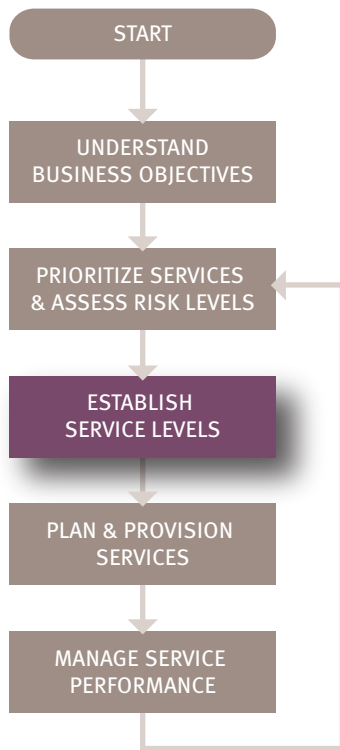 START
UNDERSTAND
BUSINESS OBJECTIVES
PRIORITIZE SERVICES
& ASSESS RISK LEVELS
ESTABLISH
SERVICE LEVELS
PLAN & PROVISION
SERVICES
MANAGE SERVICE
PERFORMANCE